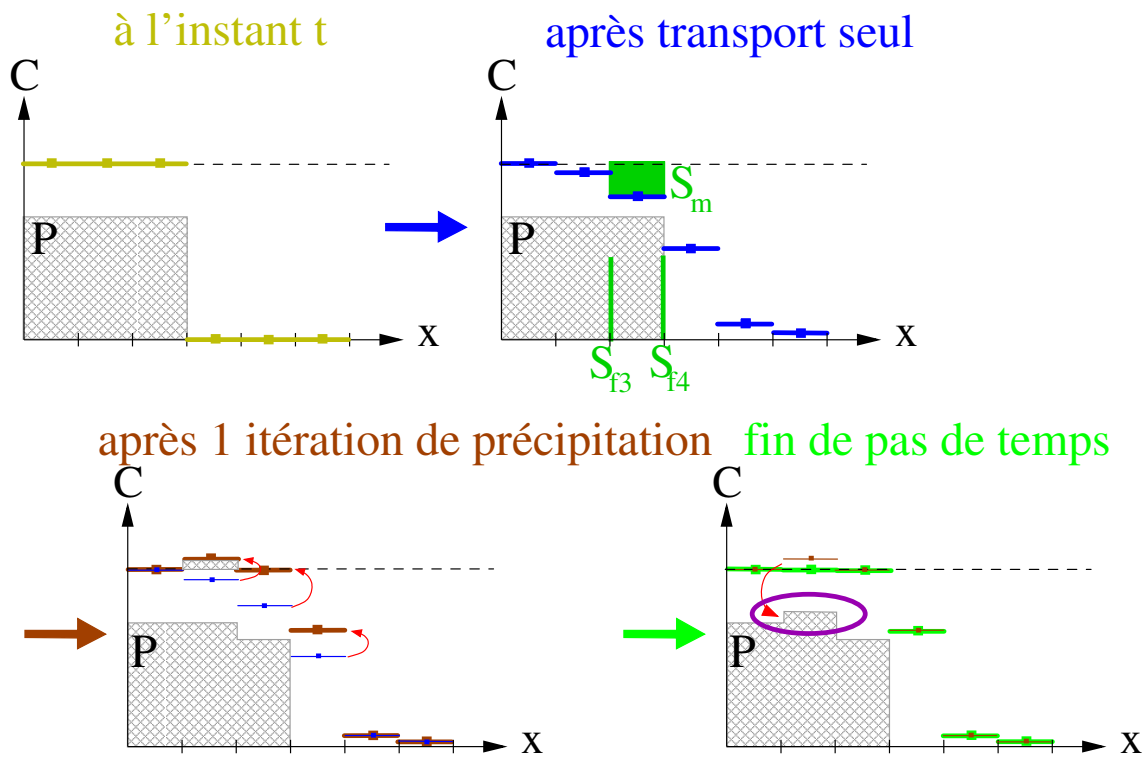 à l'instant t
après transport seul
C
C
S_m
P
P
x
x
S_f3
S_f4
après 1 itération de précipitation
fin de pas de temps
C
C
P
P
x
x